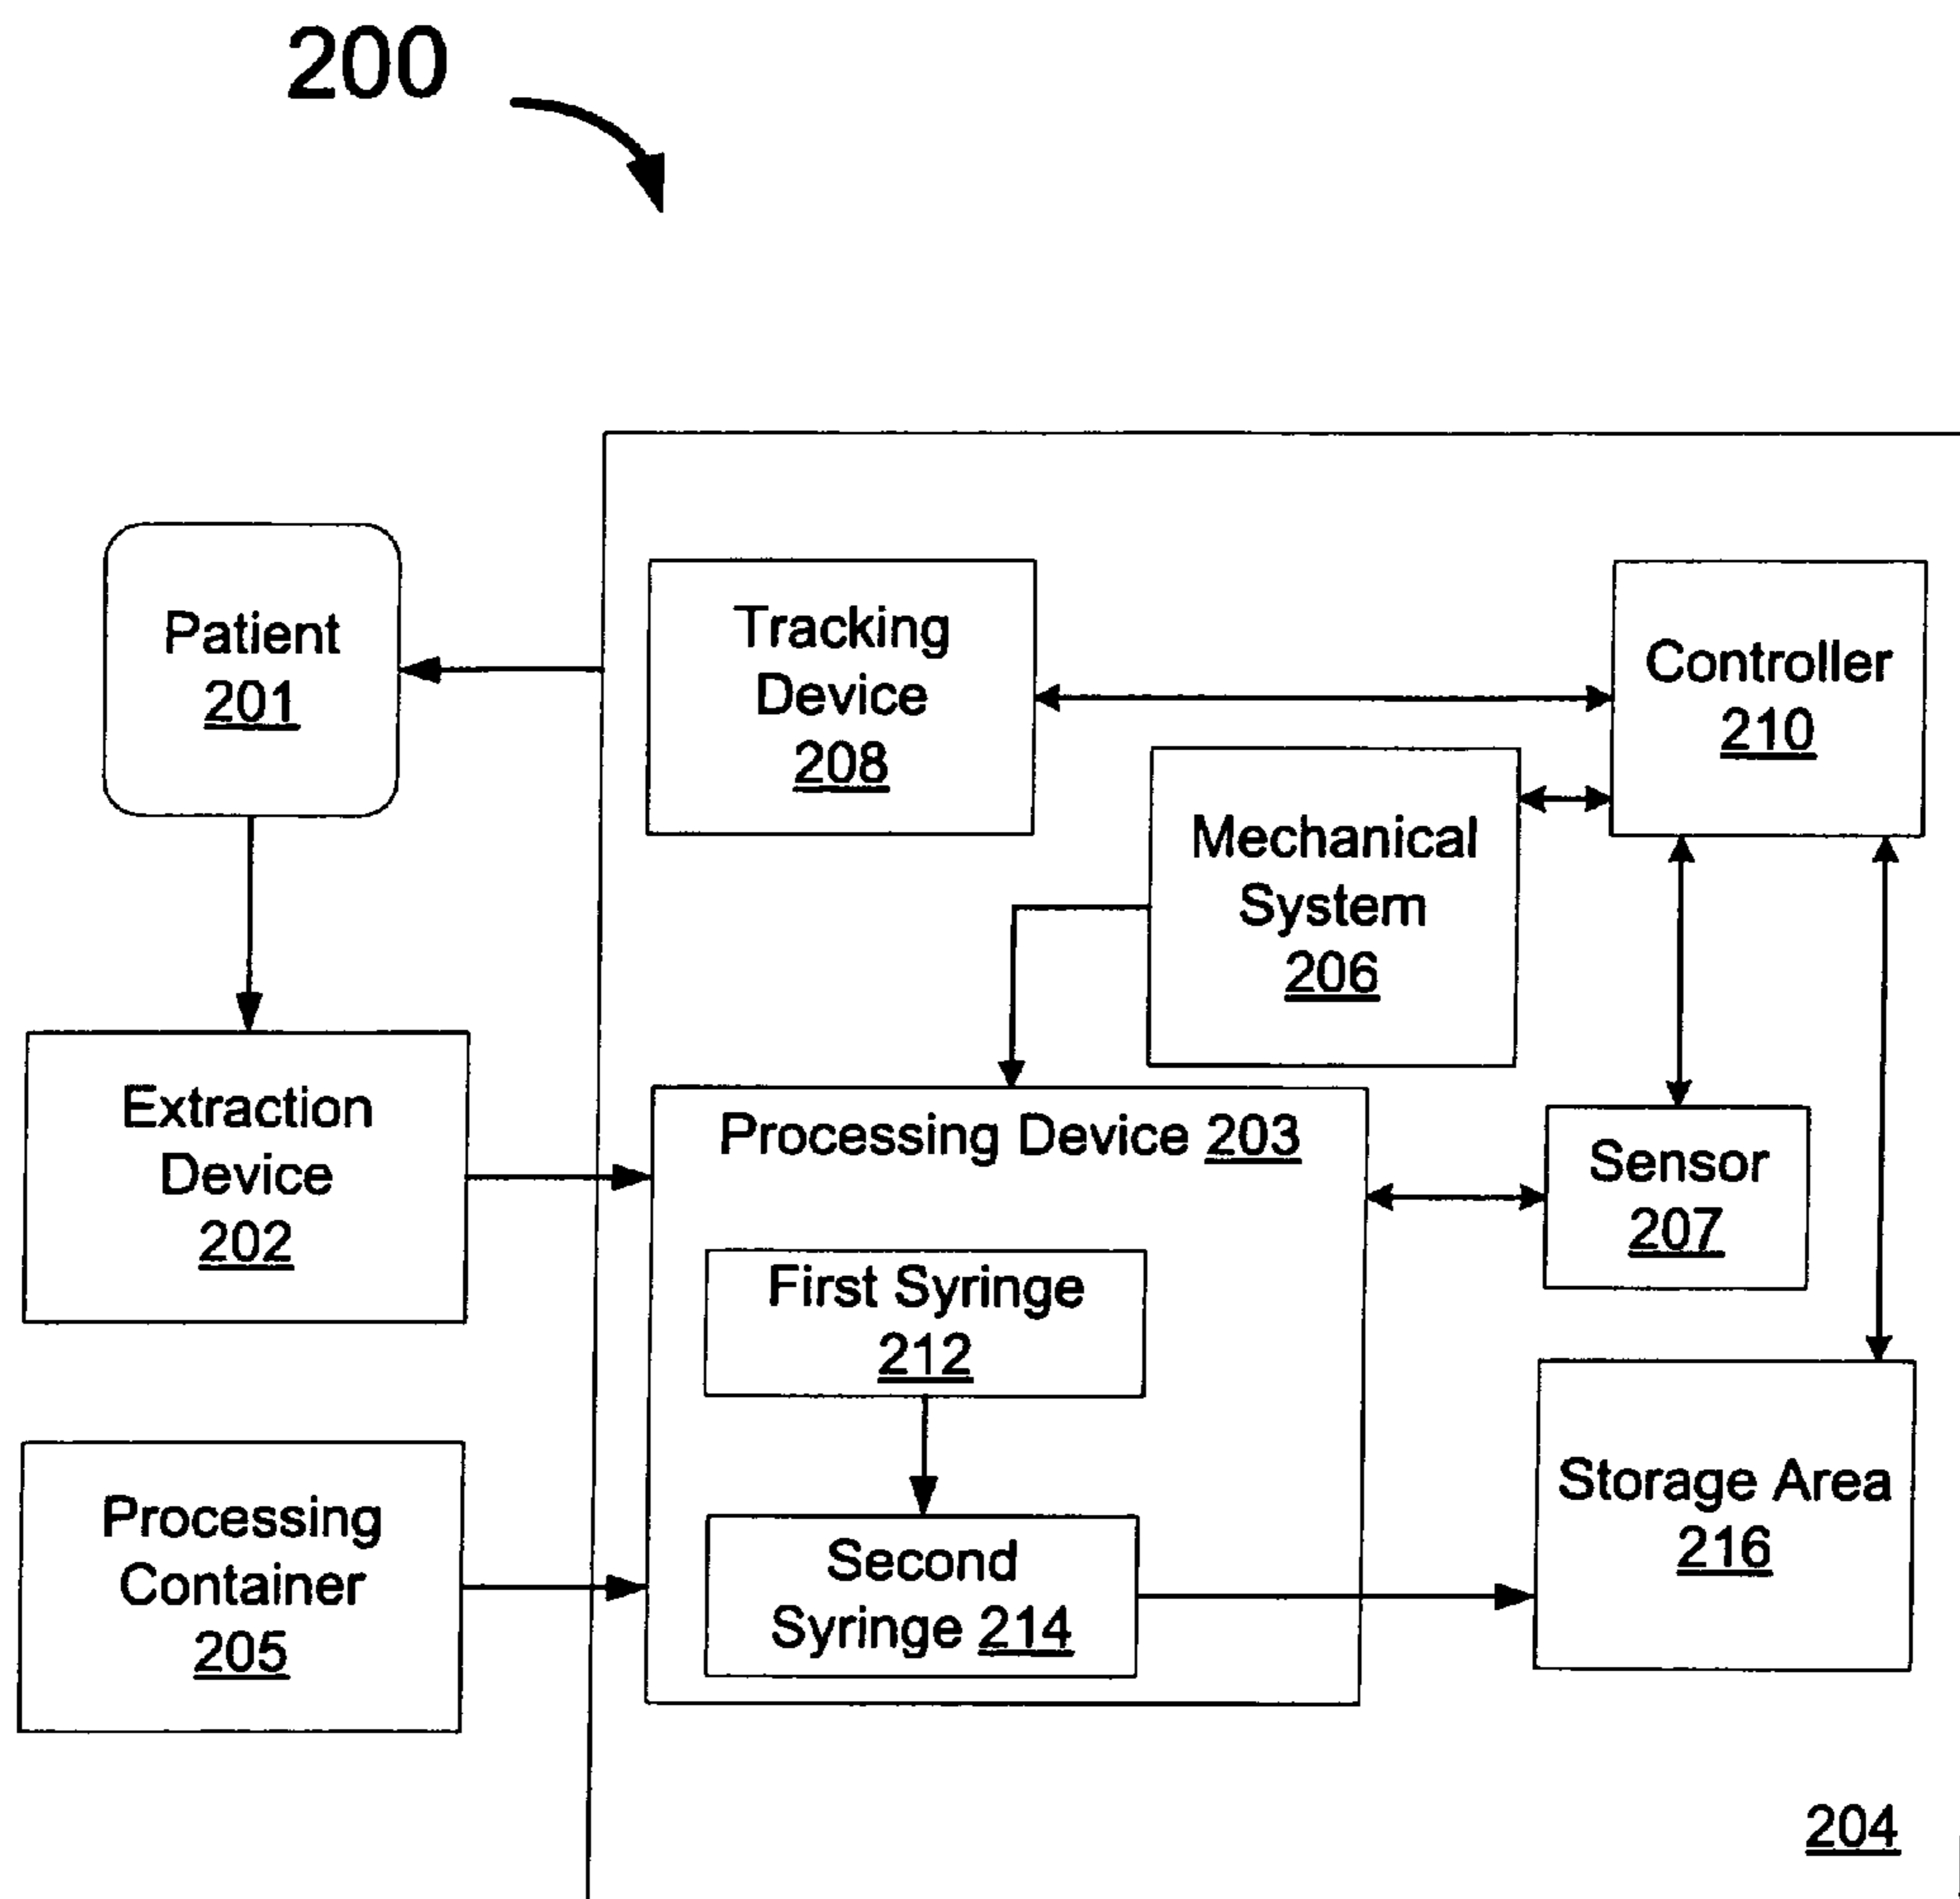 200
Patient
201
Tracking
Device
208
Controller
210
Mechanical
System
206
Extraction
Device
202
Processing Device 203
Sensor
207
First Syringe
212
Processing
Container
205
Second
Syringe 214
Storage Area
216
204